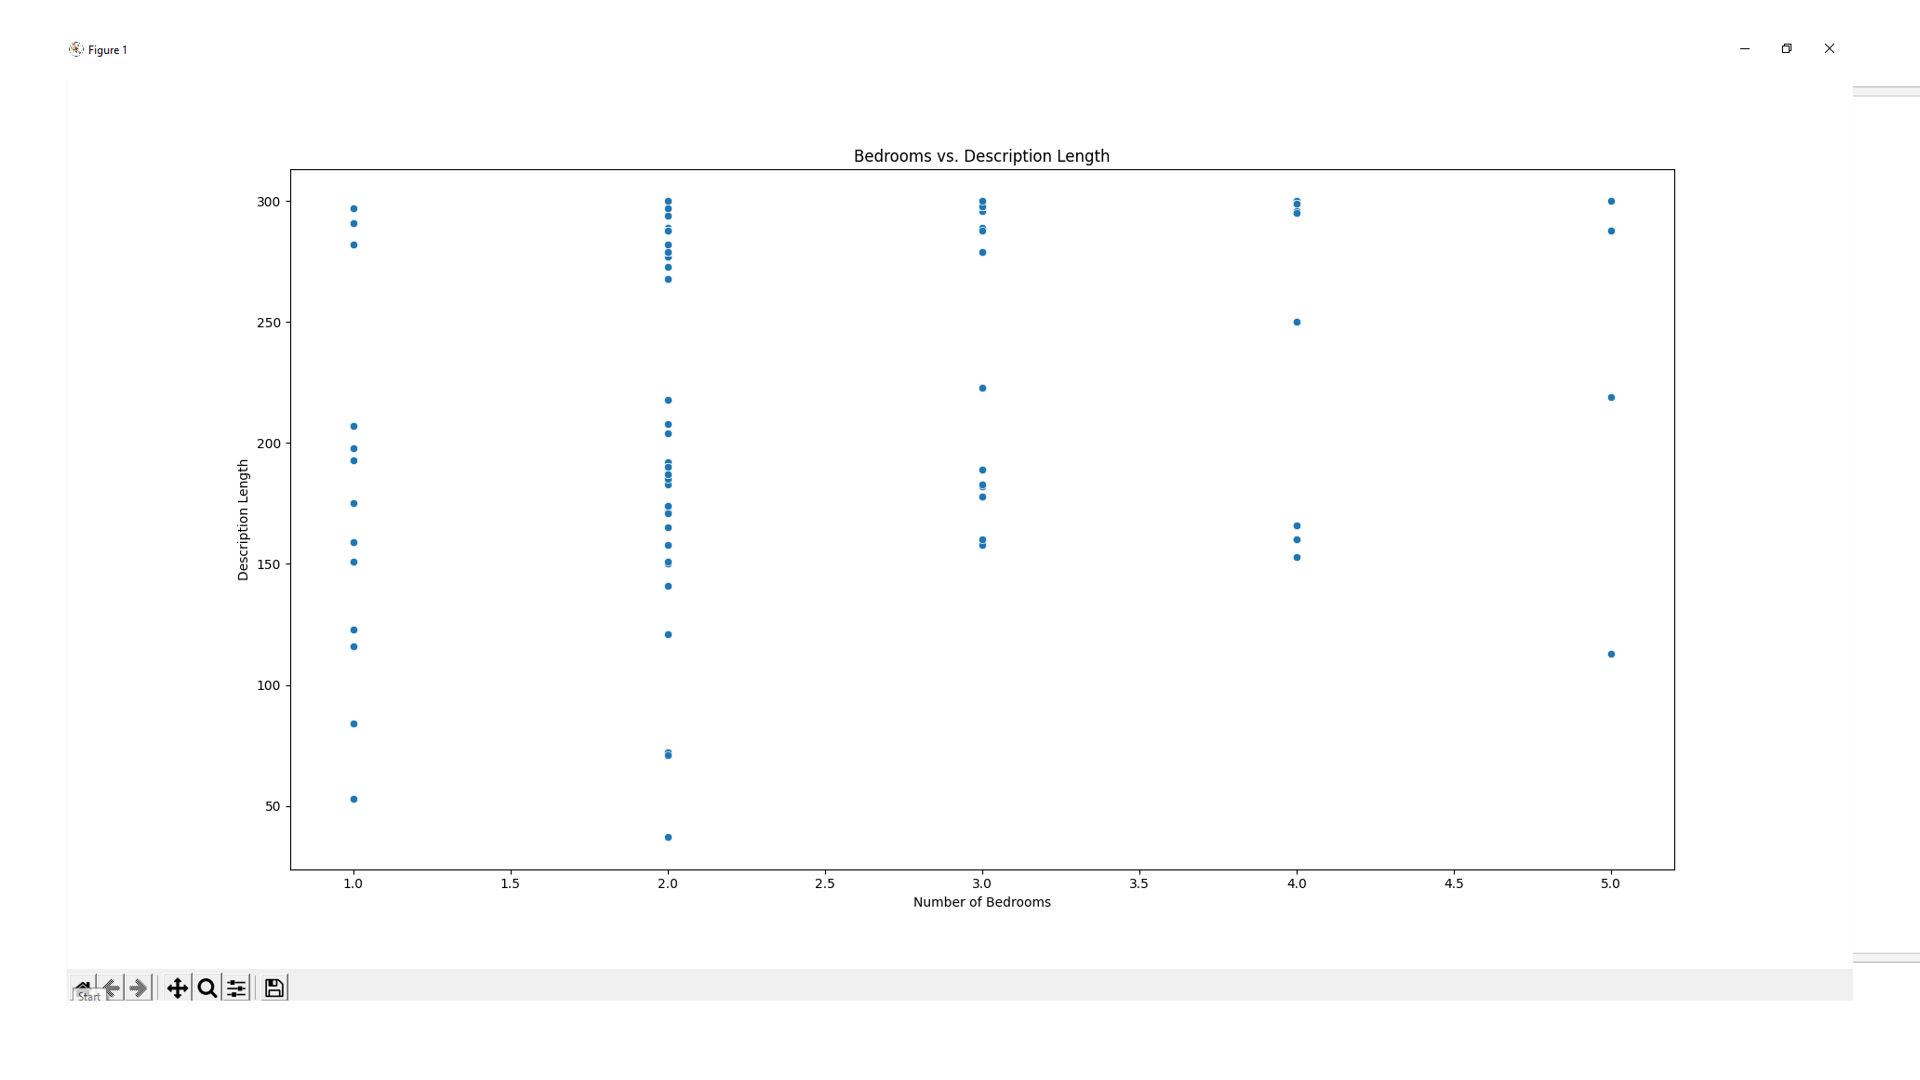 Figure 1
Bedrooms vs. Description Length
300
250
200
150
100
50
Description Length
1.0 1.5 2.0 2.5 3.0 3.5 4.0 4.5 5.0
Number of Bedrooms
Start